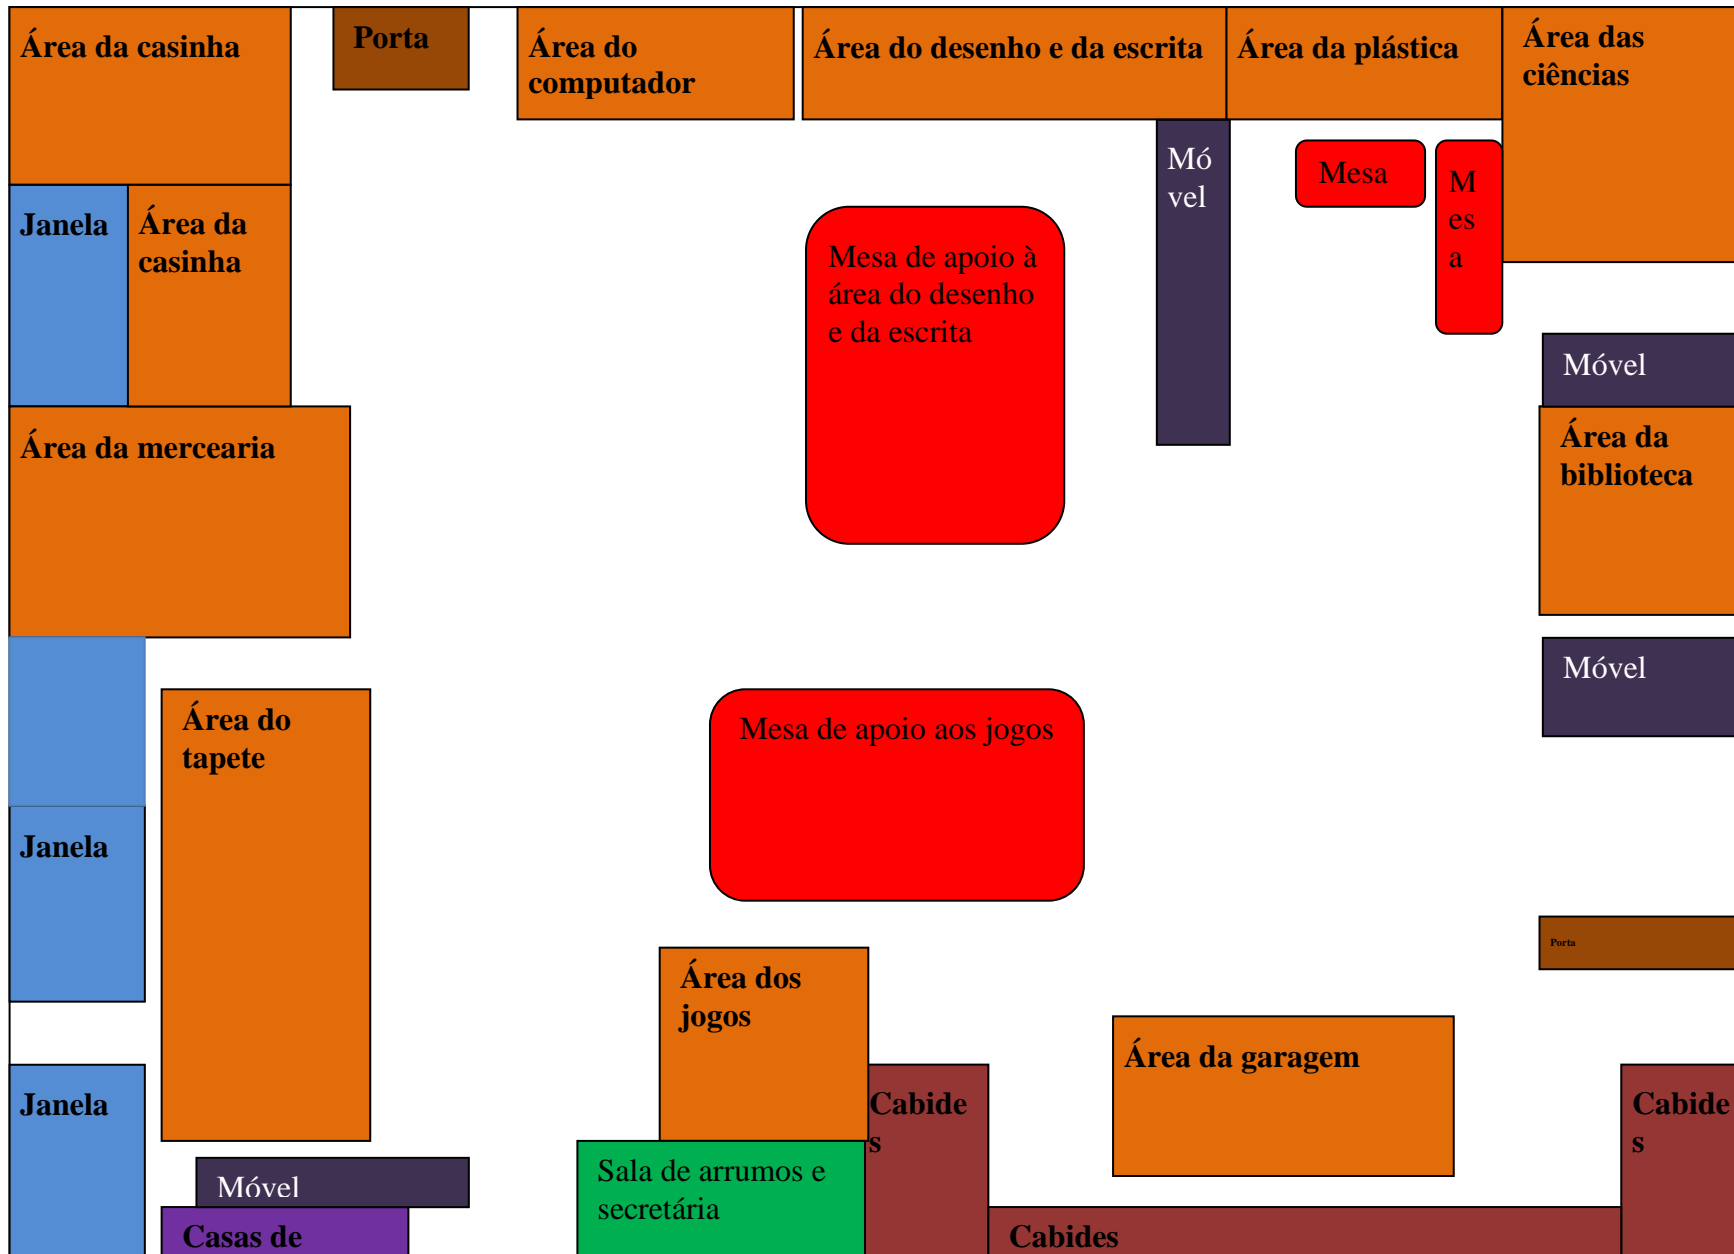 Área da casinha
Porta
Área do
computador
Área do desenho e da escrita
Área da plástica
Área das
ciências
Mó
vel
Mesa
M
es
a
Janela
Área da
casinha
Mesa de apoio à
área do desenho
e da escrita
Móvel
Área da mercearia
Área da
biblioteca
Móvel
Área do
tapete
Mesa de apoio aos jogos
Janela
Porta
Área dos
jogos
Área da garagem
Janela
Cabide
s
Cabide
s
Móvel
Sala de arrumos e
secretária
Casas de
Cabides